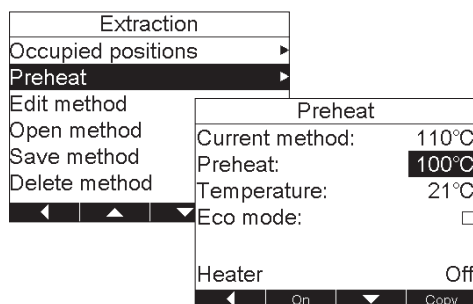 Extraction
Occupied positions
Preheat
Edit method
Open method
Save method
Delete method
Preheat
Current method: 110°C
Preheat: 100°C
Temperature: 21°C
Eco mode:
Heater Off
On Copy